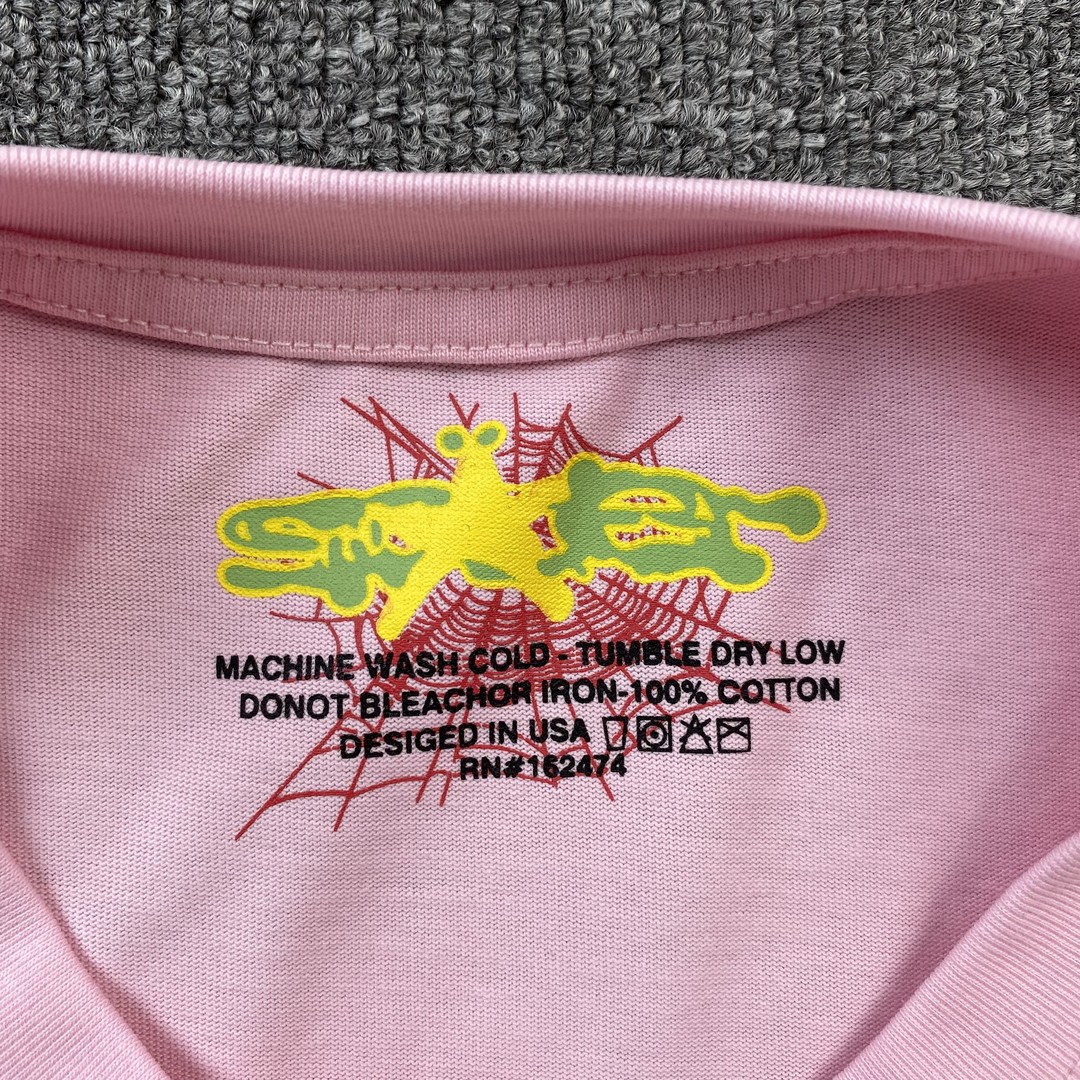 MACHINE WASH COLD - TUMBLE DRY LOW
DONOT BLEACHOR IRON-100% COTTON
DESIGED IN USA
RN#162474